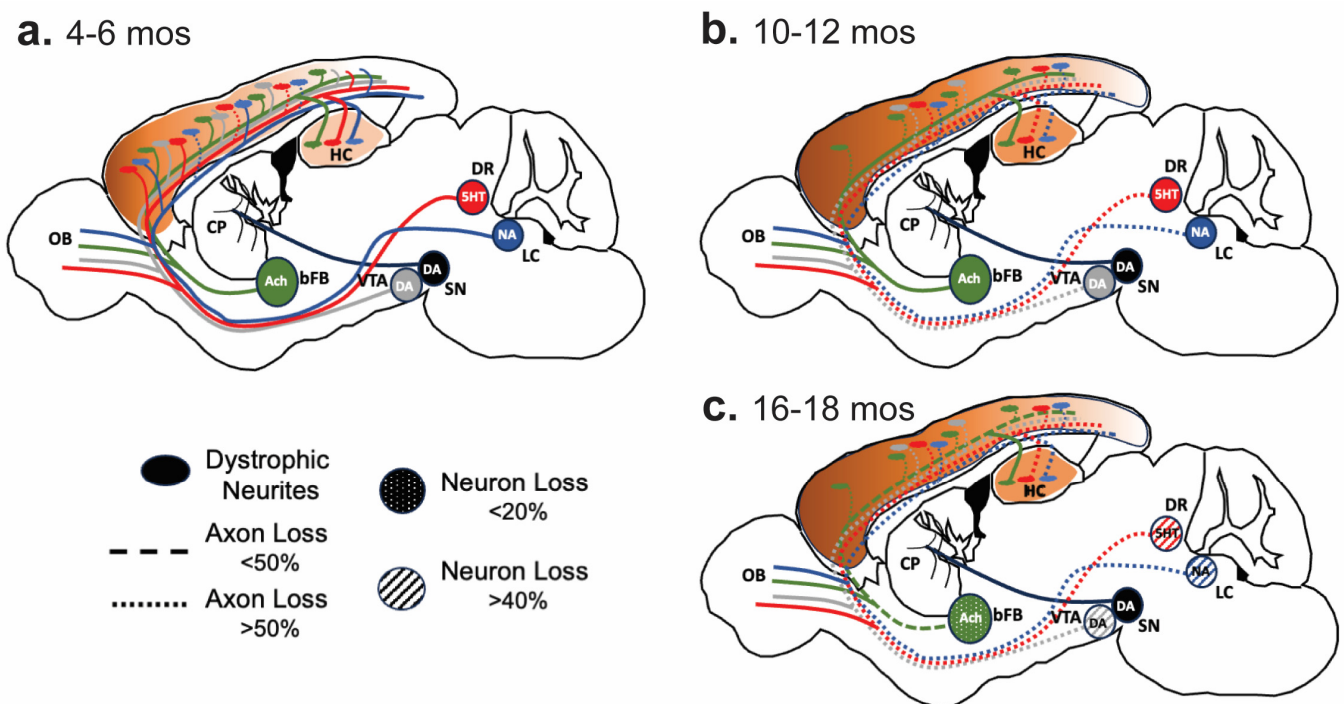 a. 4-6 mos
HC
DR
5HT
CP
OB
NA
LC
Ach
bFB
VTA
DA
DA
SN
b. 10-12 mos
HC
DR
5HT
CP
OB
NA
LC
Ach
bFB
VTA
DA
DA
SN
c. 16-18 mos
HC
DR
5HT
CP
OB
NA
LC
Ach
bFB
VTA
DA
DA
SN
Dystrophic
Neurites
Axon Loss
<50%
Axon Loss
>50%
Neuron Loss
<20%
Neuron Loss
>40%